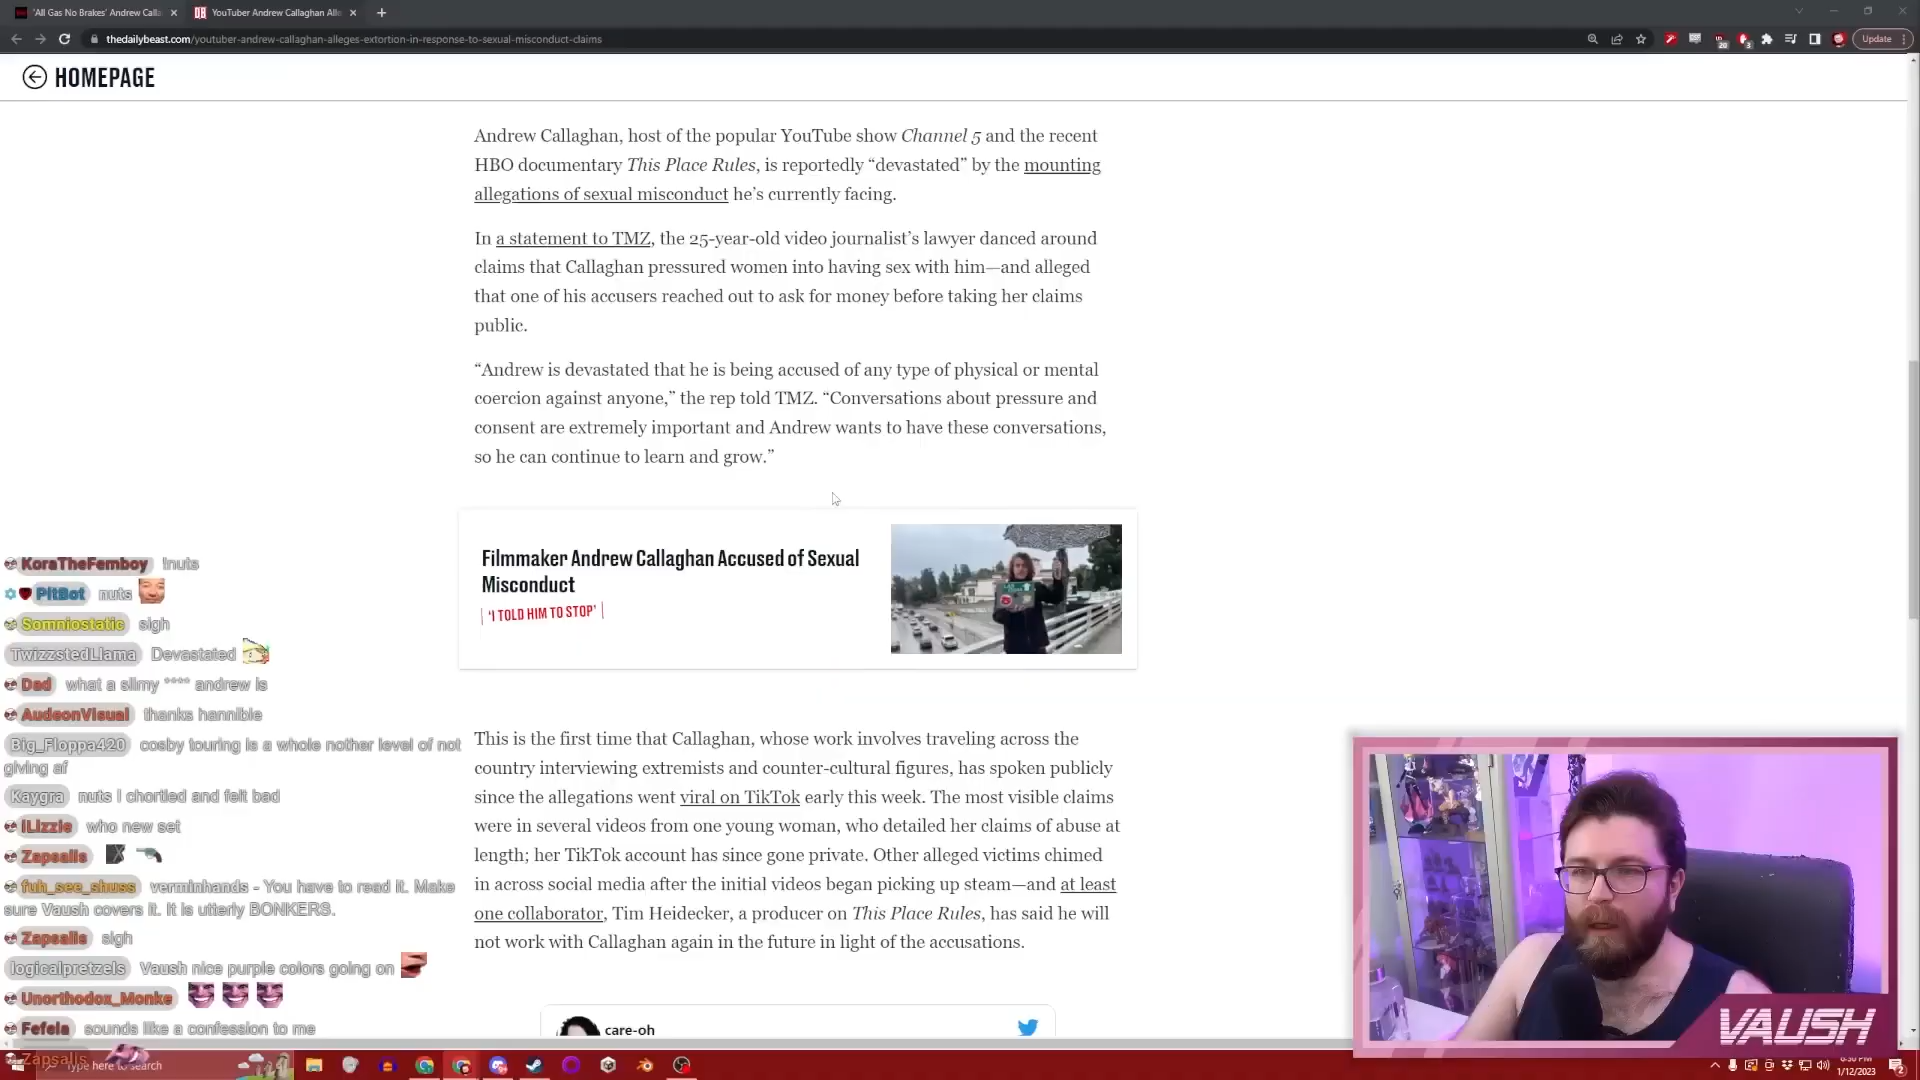 'All Gas No Brakes' Andrew Calla
YouTuber Andrew Callaghan Alle
thedailybeast.com/youtuber-andrew-callaghan-alleges-extortion-in-response-to-sexual-misconduct-claims
Update
HOMEPAGE
Andrew Callaghan, host of the popular YouTube show Channel 5 and the recent
HBO documentary This Place Rules, is reportedly “devastated” by the mounting
allegations of sexual misconduct he’s currently facing.
In a statement to TMZ, the 25-year-old video journalist’s lawyer danced around
claims that Callaghan pressured women into having sex with him—and alleged
that one of his accusers reached out to ask for money before taking her claims
public.
“Andrew is devastated that he is being accused of any type of physical or mental
coercion against anyone,” the rep told TMZ. “Conversations about pressure and
consent are extremely important and Andrew wants to have these conversations,
so he can continue to learn and grow.”
Filmmaker Andrew Callaghan Accused of Sexual
Misconduct
'I TOLD HIM TO STOP'
This is the first time that Callaghan, whose work involves traveling across the
country interviewing extremists and counter-cultural figures, has spoken publicly
since the allegations went viral on TikTok early this week. The most visible claims
were in several videos from one young woman, who detailed her claims of abuse at
length; her TikTok account has since gone private. Other alleged victims chimed
in across social media after the initial videos began picking up steam—and at least
one collaborator, Tim Heidecker, a producer on This Place Rules, has said he will
not work with Callaghan again in the future in light of the accusations.
care-oh
KoraTheFemboy !nuts
PitBot nuts
Somniostatic sigh
TwizzstedLlama Devastated
Dad what a slimy **** andrew is
AudeonVisual thanks hannible
Big_Floppa420 cosby touring is a whole nother level of not
giving af
Kaygra nuts I chortled and felt bad
iLizzie who new set
Zapsalis
fuh_see_shuss verminhands - You have to read it. Make
sure Vaush covers it. It is utterly BONKERS.
Zapsalis sigh
logicalpretzels Vaush nice purple colors going on
Unorthodox_Monke
Fefela sounds like a confession to me
Zapsalis
Type here to search
VAUSH
1/12/2023